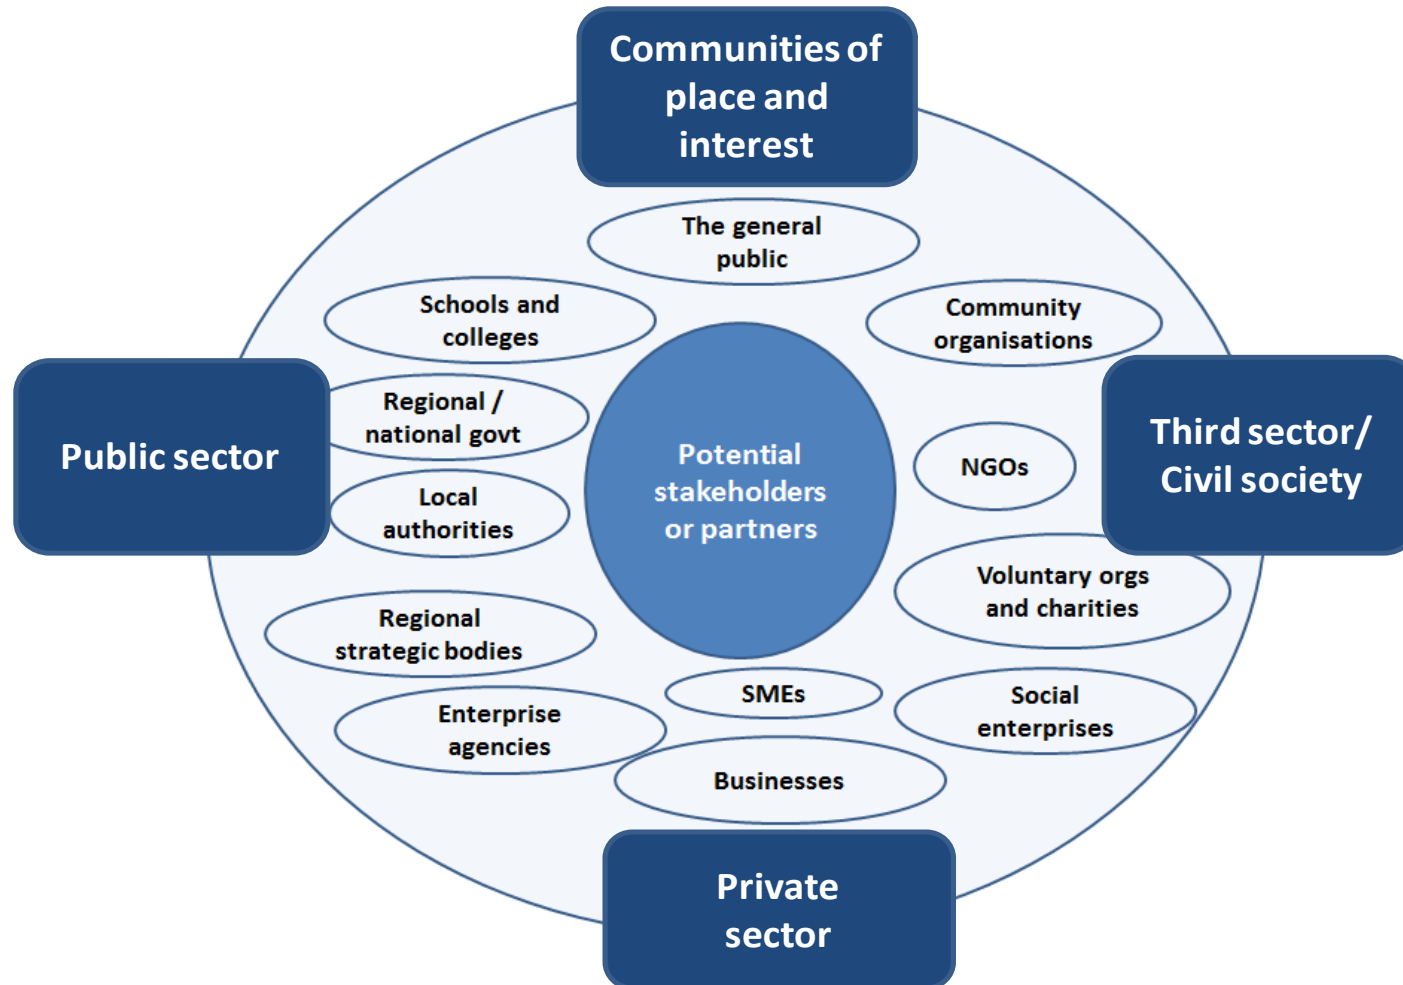 Communities of
place and
interest
The general
public
Schools and
colleges
Community
organisations
Regional /
national govt
Public sector
Local
authorities
Potential
stakeholders
or partners
NGOs
Third sector/
Civil society
Voluntary orgs
and charities
Regional
strategic bodies
Enterprise
agencies
SMEs
Social
enterprises
Businesses
Private
sector